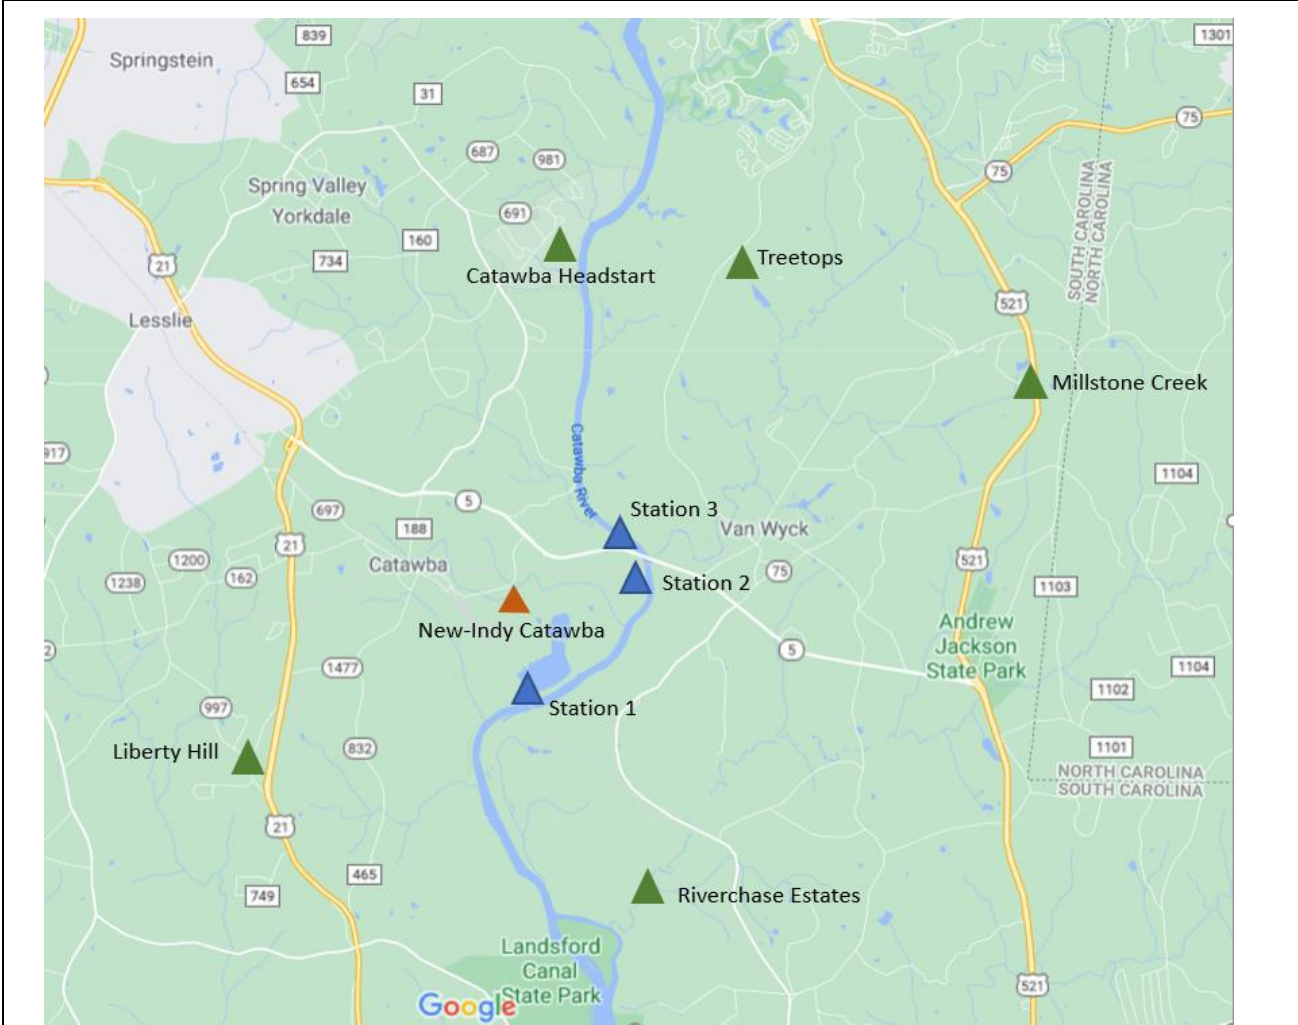 839
1301
Springstein
654
31
75
687
981
75
Spring Valley
Yorkdale
691
160
734
21
Catawba Headstart
Treetops
SOUTH CAROLINA
NORTH CAROLINA
521
Lesslie
Millstone Creek
917
Catawba River
1104
5
697
188
Station 3
Van Wyck
21
1200
162
1238
Catawba
75
521
1103
Station 2
New-Indy Catawba
Andrew
Jackson
State Park
2
5
1477
1104
1102
997
Station 1
Liberty Hill
832
1101
NORTH CAROLINA
SOUTH CAROLINA
21
465
749
Riverchase Estates
Landsford
Canal
State Park
Google
521